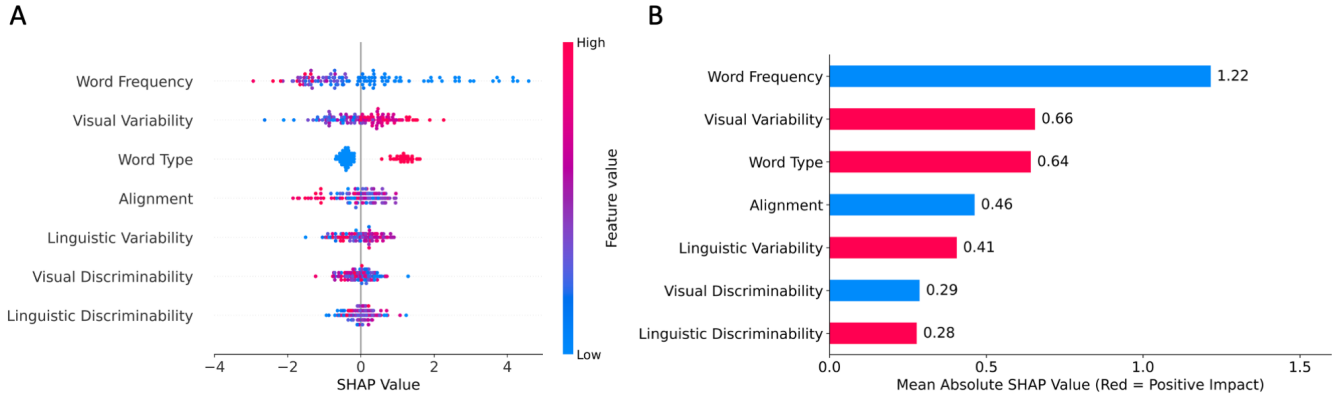 A
Word Frequency
Visual Variability
Word Type
Alignment
Linguistic Variability
Visual Discriminability
Linguistic Discriminability
−4 −2 0 2 4
SHAP Value
High
Feature value
Low
B
Word Frequency 1.22
Visual Variability 0.66
Word Type 0.64
Alignment 0.46
Linguistic Variability 0.41
Visual Discriminability 0.29
Linguistic Discriminability 0.28
0.0 0.5 1.0 1.5
Mean Absolute SHAP Value (Red = Positive Impact)